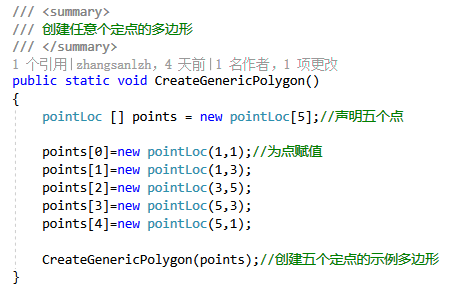 /// <summary>
/// 创建任意个定点的多边形
/// </summary>
1 个引用|zhangsanlzh，4 天前|1 名作者，1 项更改
public static void CreateGenericPolygon()
{
pointLoc [] points = new pointLoc[5];//声明五个点
points[0]=new pointLoc(1,1);//为点赋值
points[1]=new pointLoc(1,3);
points[2]=new pointLoc(3,5);
points[3]=new pointLoc(5,3);
points[4]=new pointLoc(5,1);
CreateGenericPolygon(points);//创建五个定点的示例多边形
}